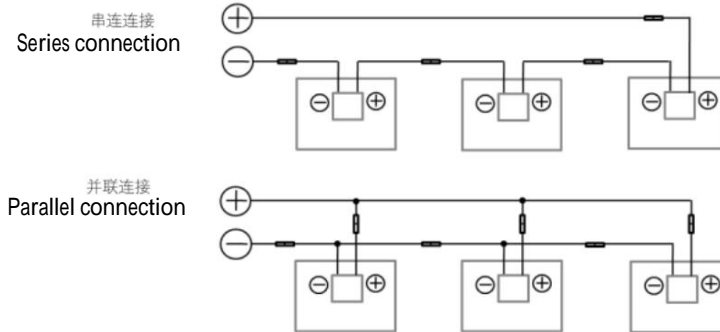 串连连接
Series connection
并联连接
Parallel connection